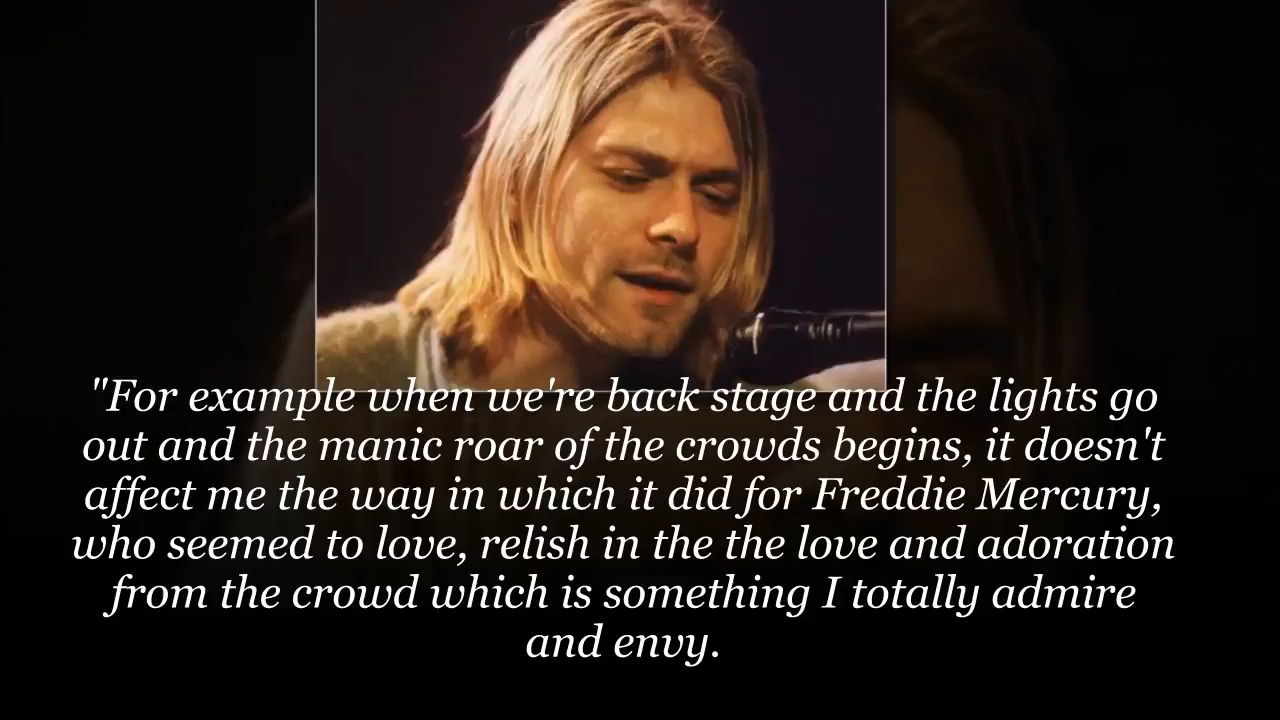 "For example when we're back stage and the lights go
out and the manic roar of the crowds begins, it doesn't
affect me the way in which it did for Freddie Mercury,
who seemed to love, relish in the the love and adoration
from the crowd which is something I totally admire
and envy.